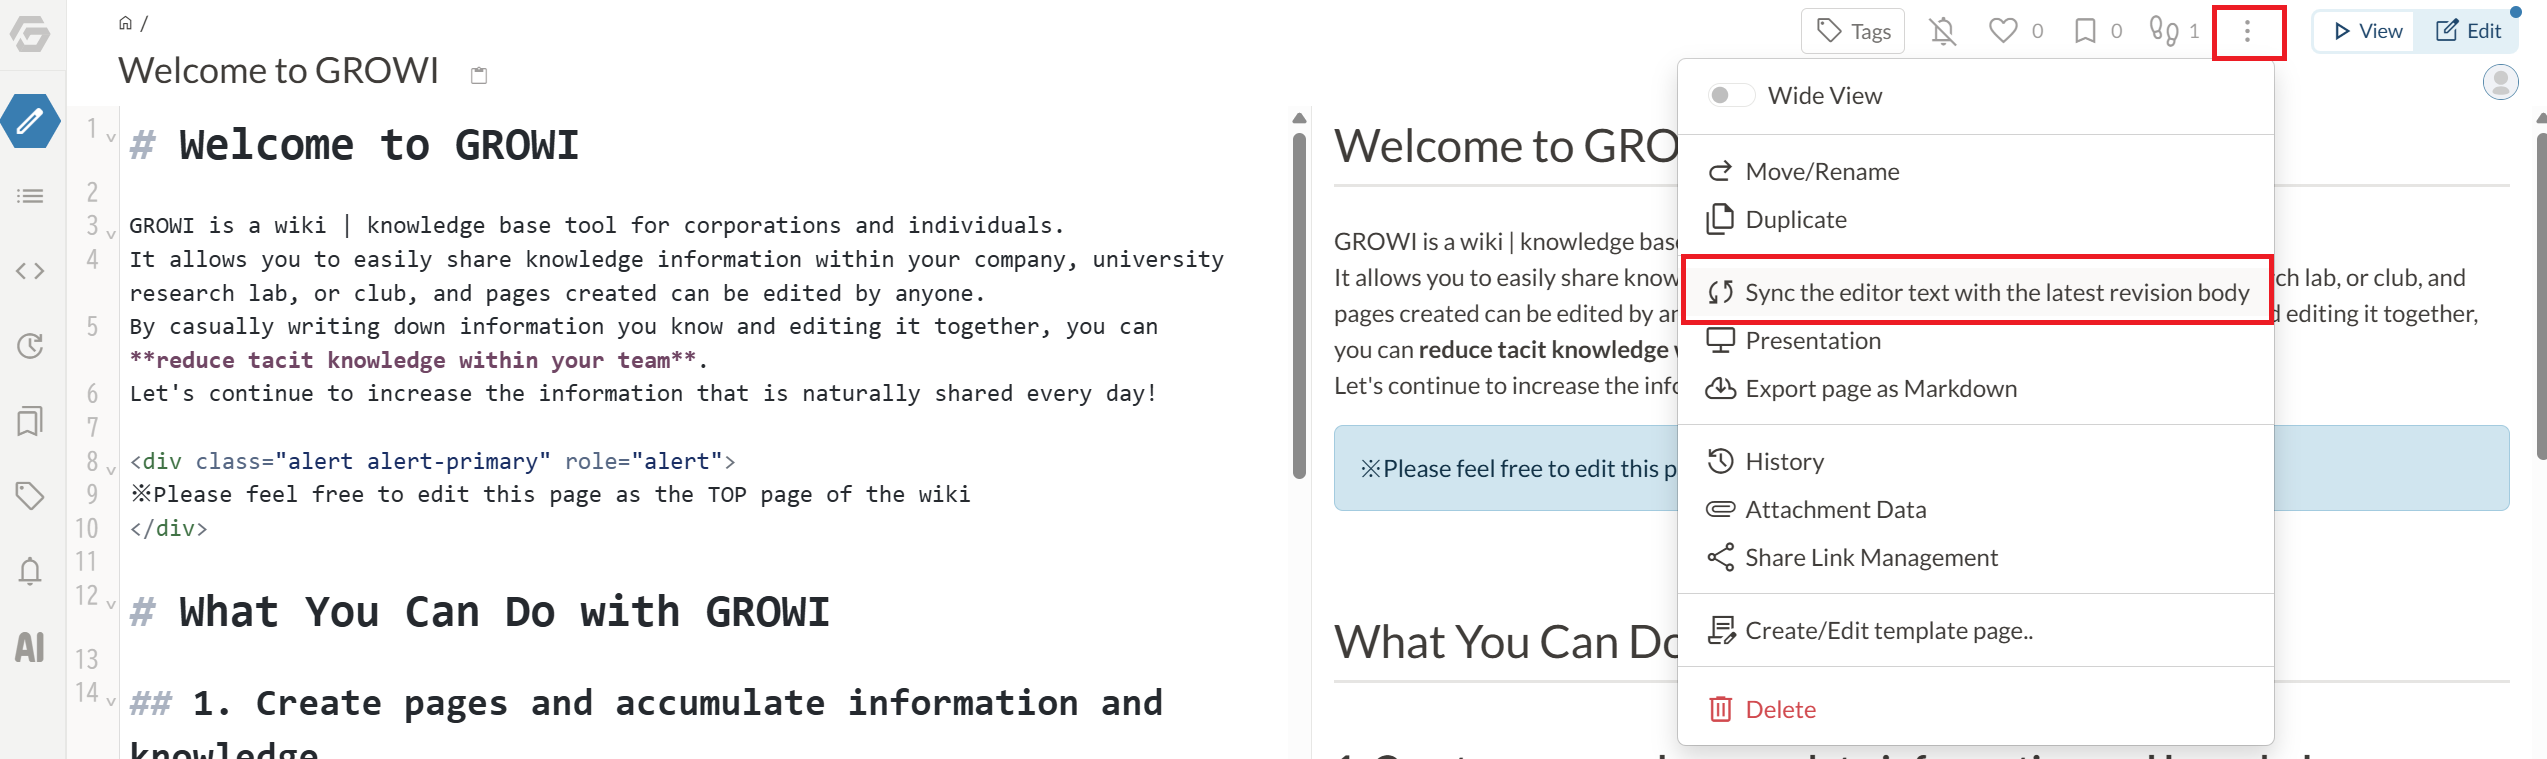 /
Welcome to GROWI
Tags
0
0
1
View
Edit
AI
1 # Welcome to GROWI
2
3 GROWI is a wiki | knowledge base tool for corporations and individuals.
4 It allows you to easily share knowledge information within your company, university
research lab, or club, and pages created can be edited by anyone.
5 By casually writing down information you know and editing it together, you can
**reduce tacit knowledge within your team**.
6 Let's continue to increase the information that is naturally shared every day!
7
8 <div class="alert alert-primary" role="alert">
9 ※Please feel free to edit this page as the TOP page of the wiki
10 </div>
11
12 # What You Can Do with GROWI
13
14 ## 1. Create pages and accumulate information and
knowledge
Welcome to GRO
GROWI is a wiki | knowledge bas
It allows you to easily share know
ch lab, or club, and
pages created can be edited by an
d editing it together,
you can reduce tacit knowledge
Let's continue to increase the info
※Please feel free to edit this p
What You Can Do
Wide View
Move/Rename
Duplicate
Sync the editor text with the latest revision body
Presentation
Export page as Markdown
History
Attachment Data
Share Link Management
Create/Edit template page..
Delete